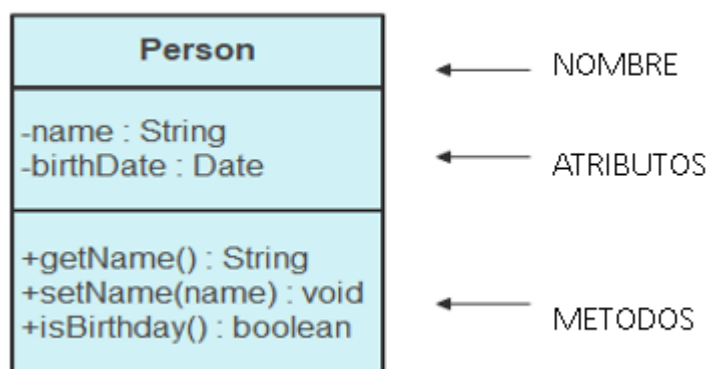 Person
NOMBRE
-name : String
-birthDate : Date
ATRIBUTOS
+getName() : String
+setName(name) : void
+isBirthday() : boolean
METODOS